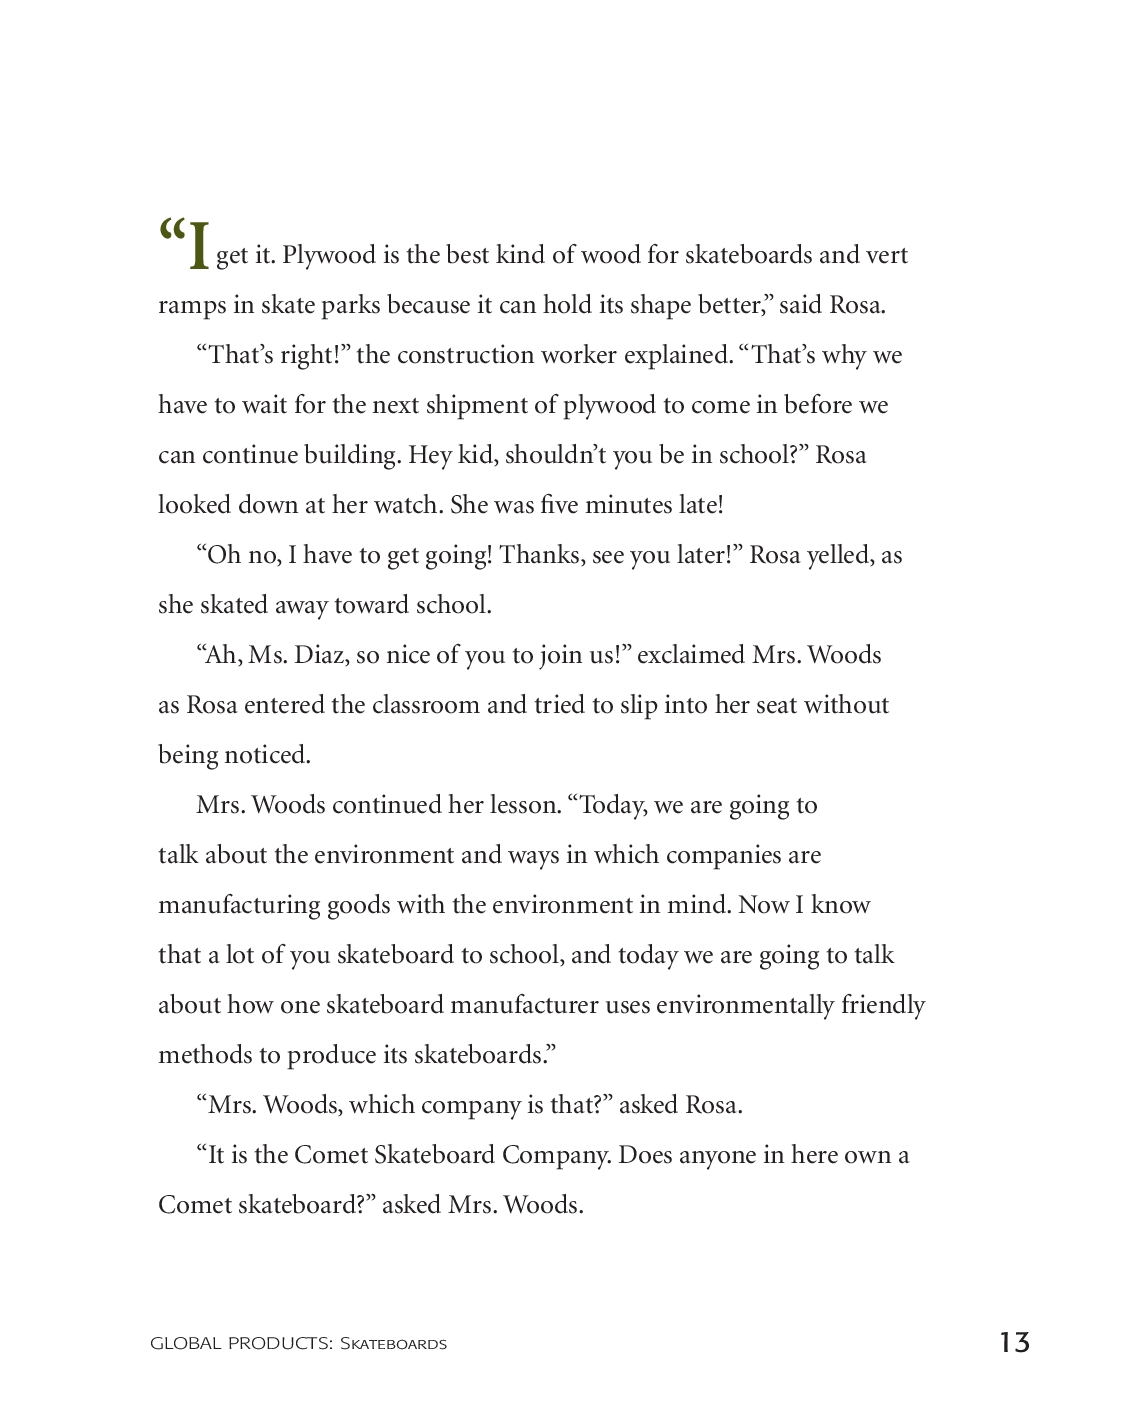 “I get it. Plywood is the best kind of wood for skateboards and vert
ramps in skate parks because it can hold its shape better,” said Rosa.
“That’s right!” the construction worker explained. “That’s why we
have to wait for the next shipment of plywood to come in before we
can continue building. Hey kid, shouldn’t you be in school?” Rosa
looked down at her watch. She was five minutes late!
“Oh no, I have to get going! Thanks, see you later!” Rosa yelled, as
she skated away toward school.
“Ah, Ms. Diaz, so nice of you to join us!” exclaimed Mrs. Woods
as Rosa entered the classroom and tried to slip into her seat without
being noticed.
Mrs. Woods continued her lesson. “Today, we are going to
talk about the environment and ways in which companies are
manufacturing goods with the environment in mind. Now I know
that a lot of you skateboard to school, and today we are going to talk
about how one skateboard manufacturer uses environmentally friendly
methods to produce its skateboards.”
“Mrs. Woods, which company is that?” asked Rosa.
“It is the Comet Skateboard Company. Does anyone in here own a
Comet skateboard?” asked Mrs. Woods.
GLOBAL PRODUCTS: Skateboards 13